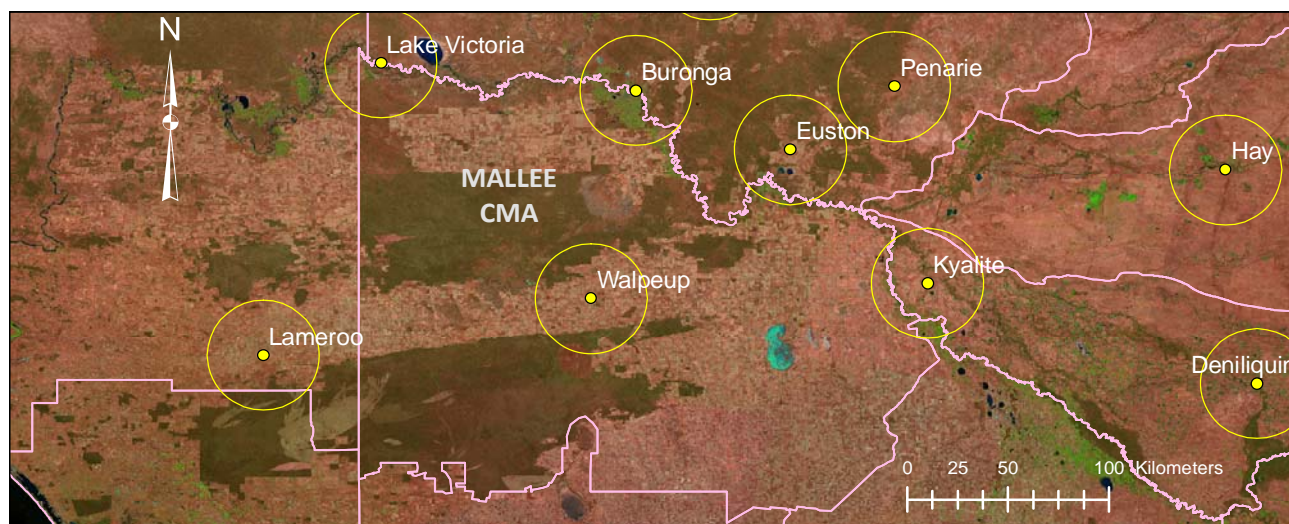 N
Lake Victoria
Buronga
Penarie
Euston
Hay
MALLEE
CMA
Kyalite
Walpeup
Lameroo
Deniliquin
0 25 50 100 Kilometers